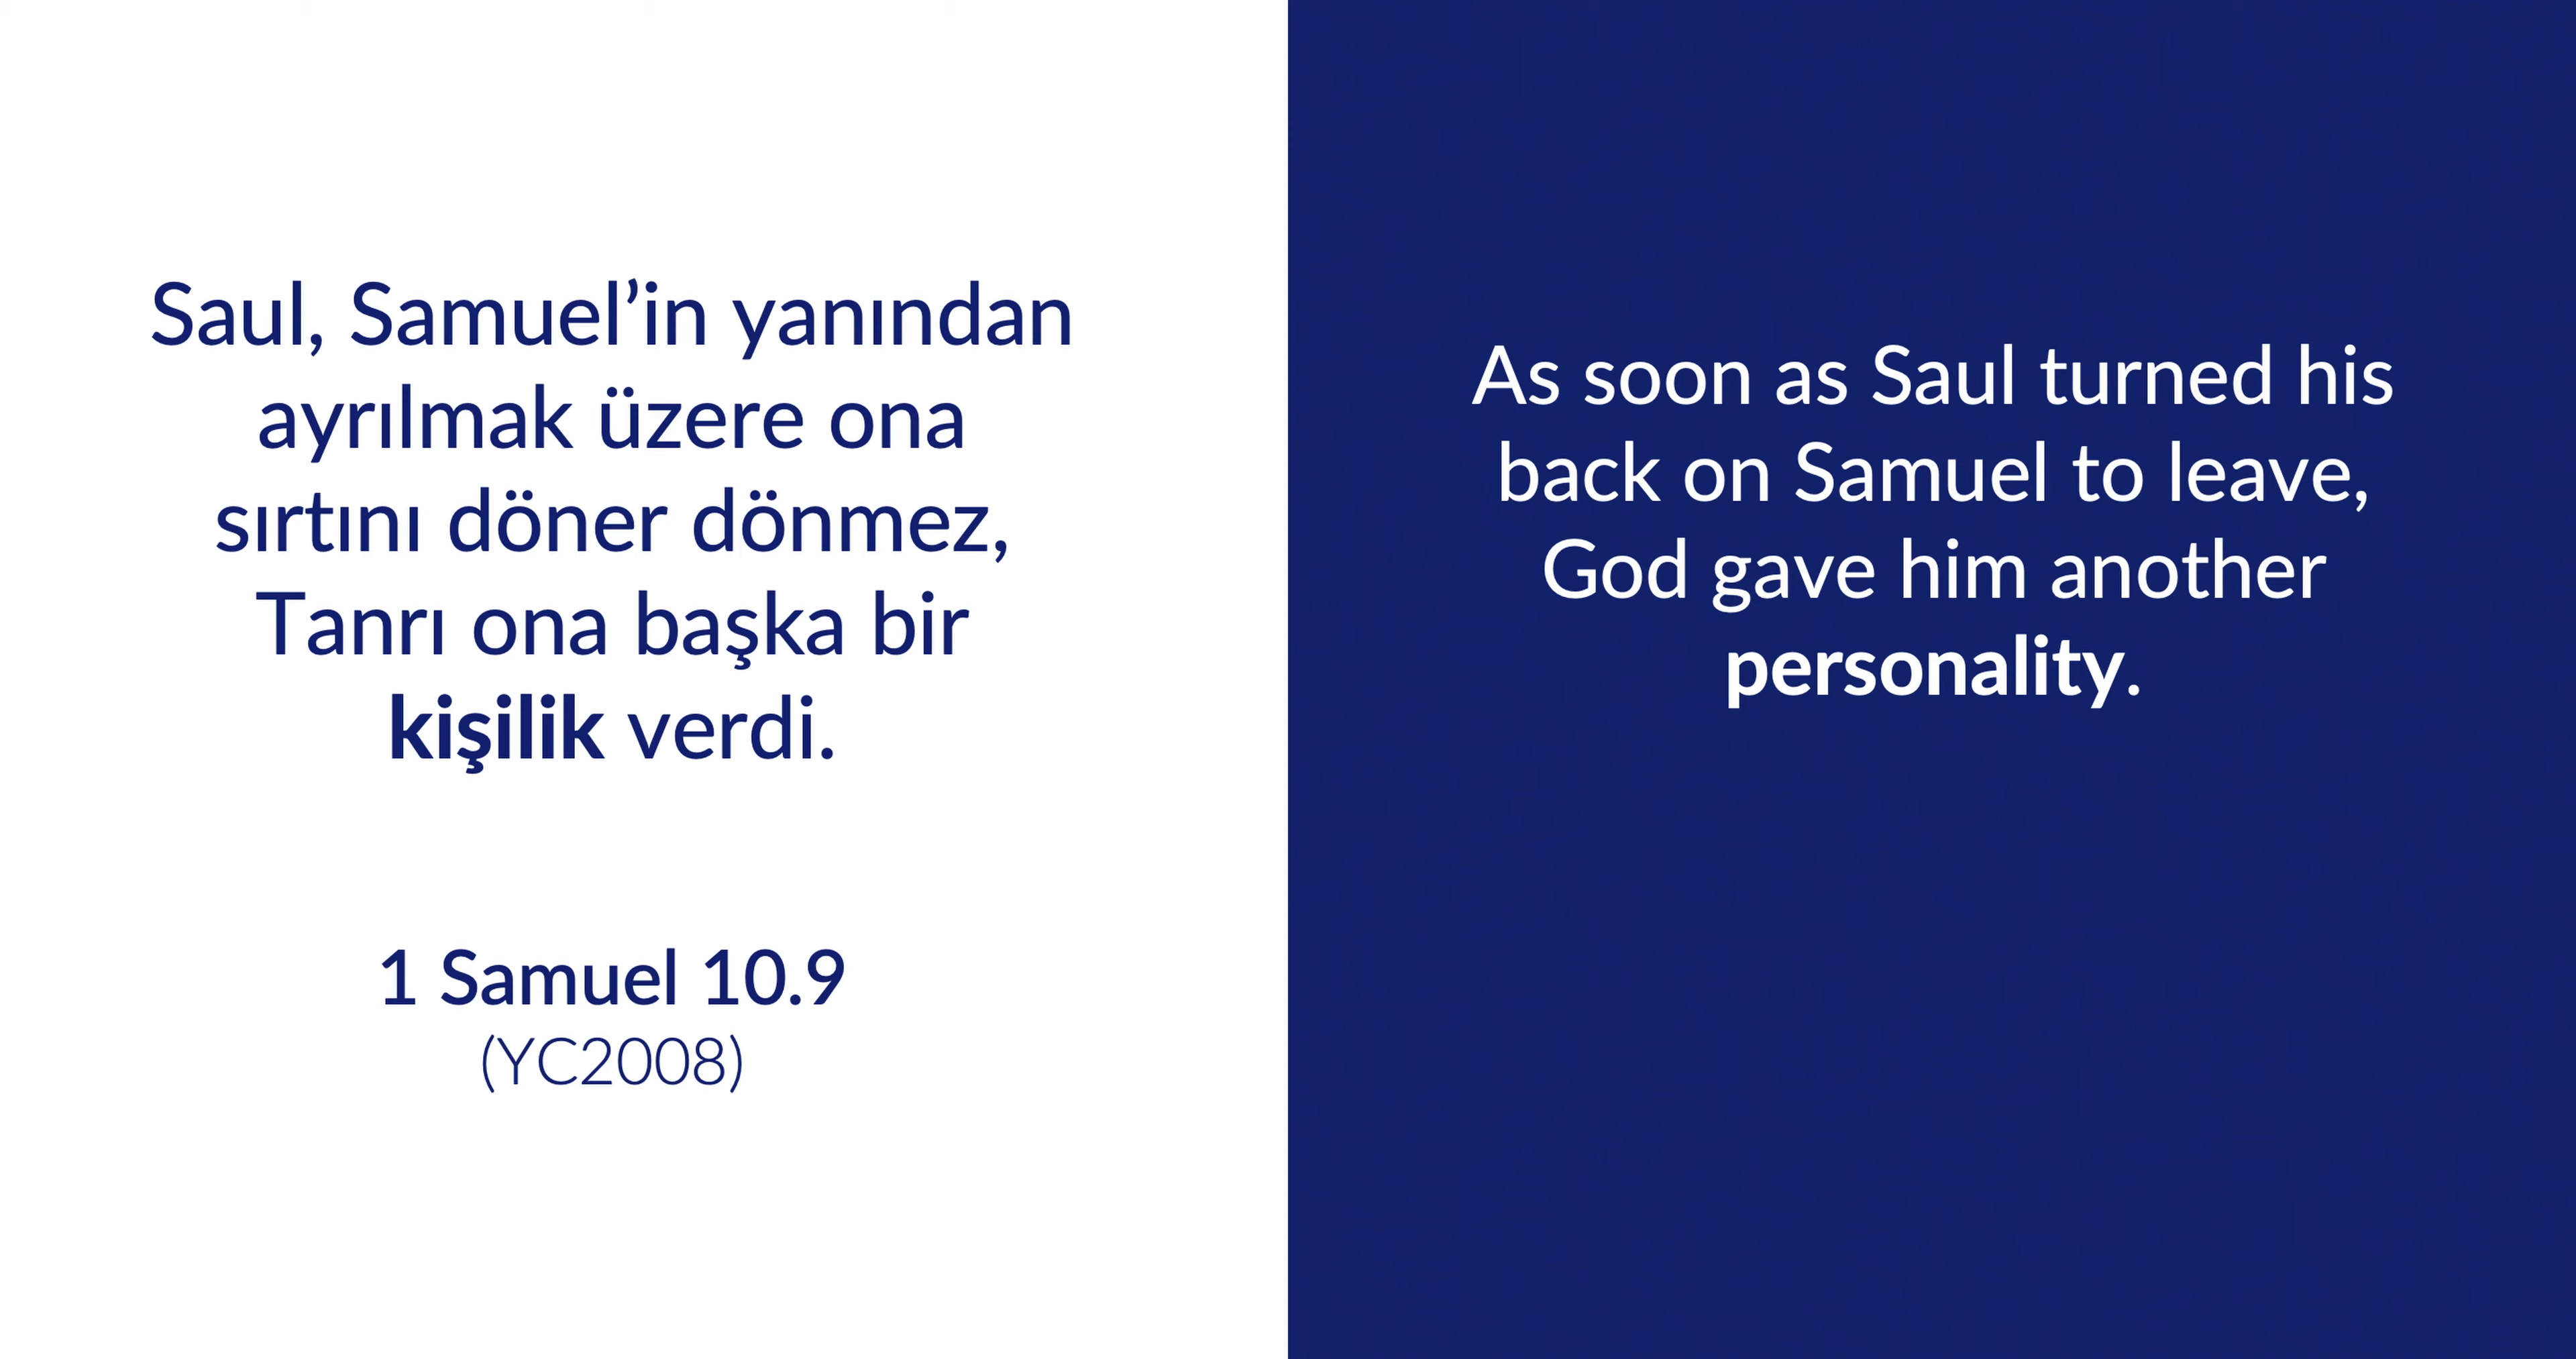 Saul, Samuel’in yanından
ayrılmak üzere ona
sırtını döner dönmez,
Tanrı ona başka bir
kişilik verdi.
1 Samuel 10.9
(YC2008)
As soon as Saul turned his
back on Samuel to leave,
God gave him another
personality.